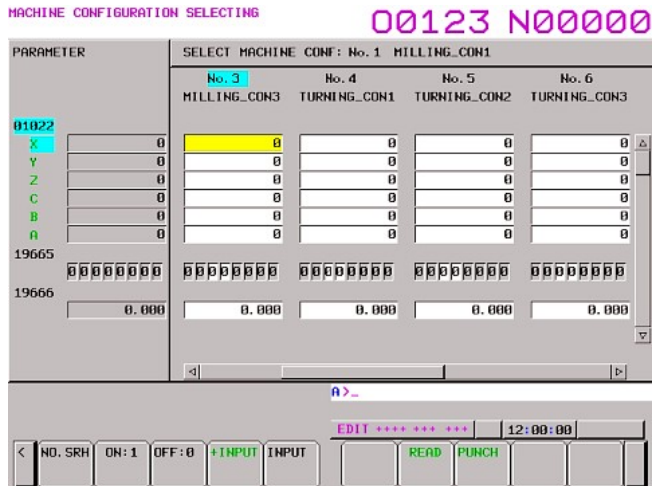 MACHINE CONFIGURATION SELECTING
O0123 N00000
PARAMETER
SELECT MACHINE CONF: No. 1 MILLING_CON1
No. 3 No. 4 No. 5 No. 6
MILLING_CON3 TURNING_CON1 TURNING_CON2 TURNING_CON3
01022
X 0 0 0 0 0
Y 0 0 0 0 0
Z 0 0 0 0 0
C 0 0 0 0 0
B 0 0 0 0 0
A 0 0 0 0 0
19665
00000000 00000000 00000000 00000000 00000000
19666
0.000 0.000 0.000 0.000 0.000
A>_
EDIT ++++ +++ +++ 12:00:00
< NO. SRH ON:1 OFF:0 +INPUT INPUT READ PUNCH